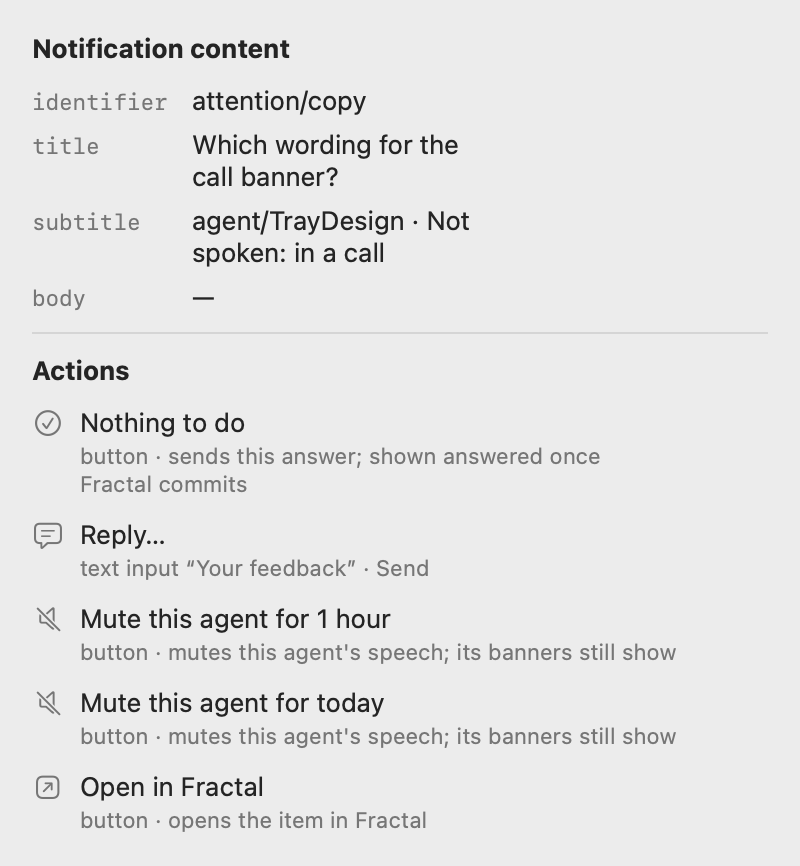 Notification content
identifier attention/copy
title Which wording for the
call banner?
subtitle agent/TrayDesign · Not
spoken: in a call
body —
Actions
Nothing to do
button · sends this answer; shown answered once
Fractal commits
Reply...
text input “Your feedback” · Send
Mute this agent for 1 hour
button · mutes this agent's speech; its banners still show
Mute this agent for today
button · mutes this agent's speech; its banners still show
Open in Fractal
button · opens the item in Fractal